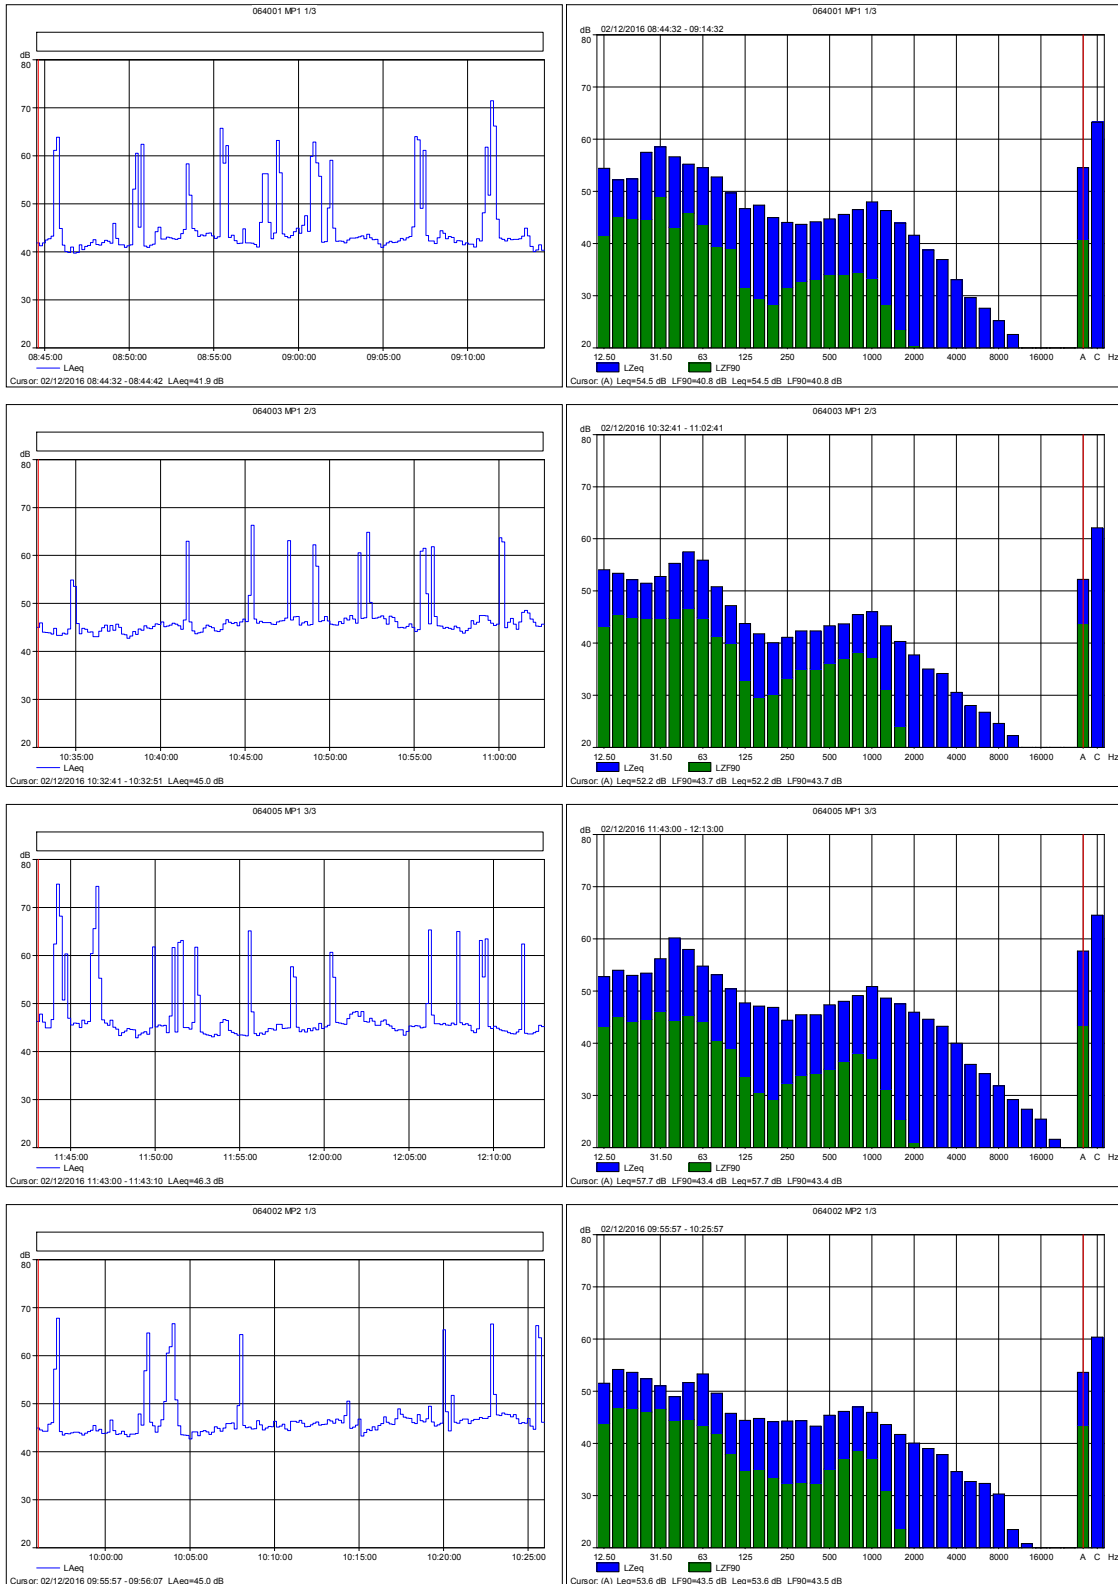 064001 MP1 1/3
dB
80
70
60
50
40
30
20
08:45:00 08:50:00 08:55:00 09:00:00 09:05:00 09:10:00
LAeq
Cursor: 02/12/2016 08:44:32 - 08:44:42 LAeq=41.9 dB
064001 MP1 1/3
dB 02/12/2016 08:44:32 - 09:14:32
80
70
60
50
40
30
20
12.50 31.50 63 125 250 500 1000 2000 4000 8000 16000 A C Hz
LZeq LZF90
Cursor: (A) Leq=54.5 dB LF90=40.8 dB Leq=54.5 dB LF90=40.8 dB
064003 MP1 2/3
dB
80
70
60
50
40
30
20
10:35:00 10:40:00 10:45:00 10:50:00 10:55:00 11:00:00
LAeq
Cursor: 02/12/2016 10:32:41 - 10:32:51 LAeq=45.0 dB
064003 MP1 2/3
dB 02/12/2016 10:32:41 - 11:02:41
80
70
60
50
40
30
20
12.50 31.50 63 125 250 500 1000 2000 4000 8000 16000 A C Hz
LZeq LZF90
Cursor: (A) Leq=52.2 dB LF90=43.7 dB Leq=52.2 dB LF90=43.7 dB
064005 MP1 3/3
dB
80
70
60
50
40
30
20
11:45:00 11:50:00 11:55:00 12:00:00 12:05:00 12:10:00
LAeq
Cursor: 02/12/2016 11:43:00 - 11:43:10 LAeq=46.3 dB
064005 MP1 3/3
dB 02/12/2016 11:43:00 - 12:13:00
80
70
60
50
40
30
20
12.50 31.50 63 125 250 500 1000 2000 4000 8000 16000 A C Hz
LZeq LZF90
Cursor: (A) Leq=57.7 dB LF90=43.4 dB Leq=57.7 dB LF90=43.4 dB
064002 MP2 1/3
dB
80
70
60
50
40
30
20
10:00:00 10:05:00 10:10:00 10:15:00 10:20:00 10:25:00
LAeq
Cursor: 02/12/2016 09:55:57 - 09:56:07 LAeq=45.0 dB
064002 MP2 1/3
dB 02/12/2016 09:55:57 - 10:25:57
80
70
60
50
40
30
20
12.50 31.50 63 125 250 500 1000 2000 4000 8000 16000 A C Hz
LZeq LZF90
Cursor: (A) Leq=53.6 dB LF90=43.5 dB Leq=53.6 dB LF90=43.5 dB